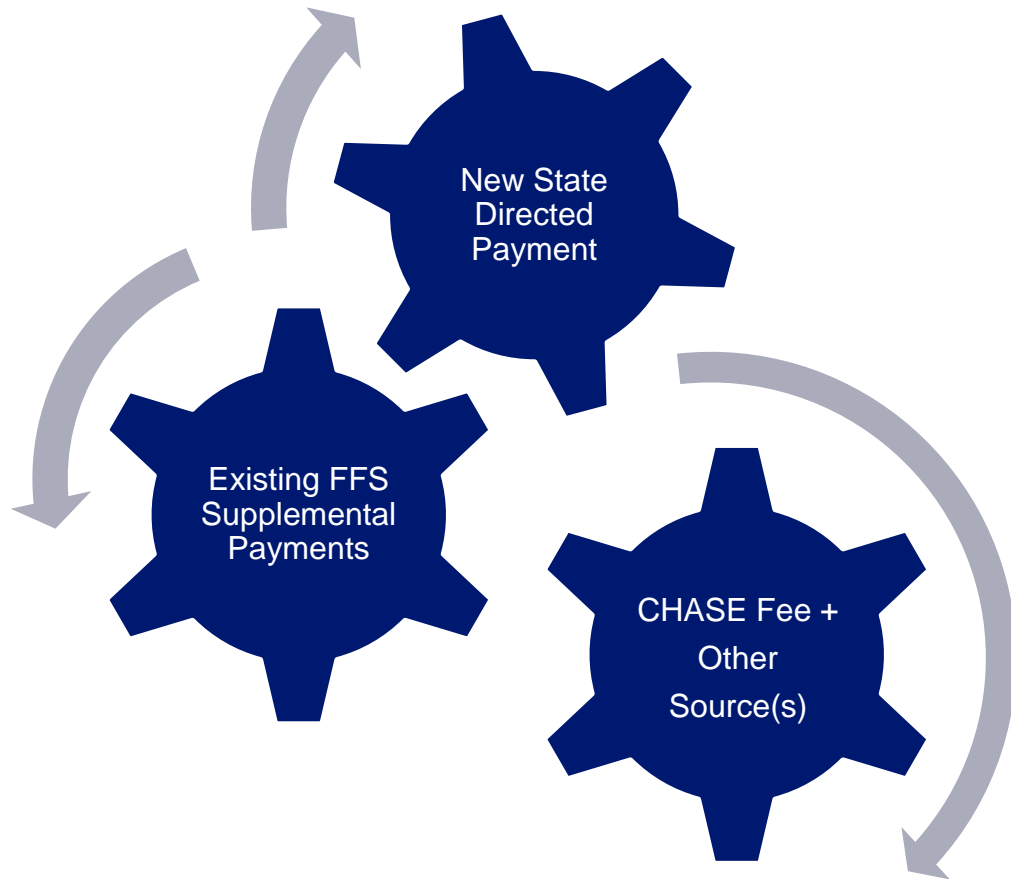 New State
Directed
Payment
Existing FFS
Supplemental
Payments
CHASE Fee +
Other
Source(s)